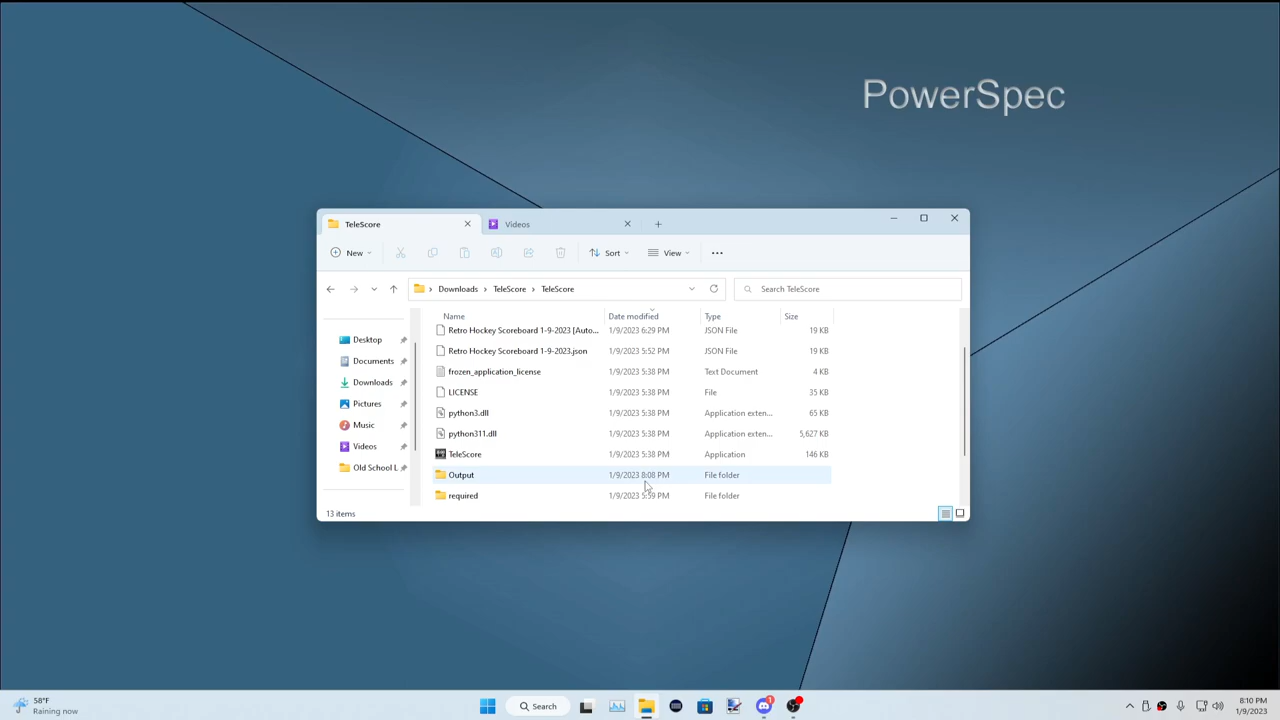 PowerSpec
TeleScore
Videos
New
Sort
View
Downloads
TeleScore
TeleScore
Search TeleScore
Name
Date modified
Type
Size
Desktop
Documents
Downloads
Pictures
Music
Videos
Old School L
Retro Hockey Scoreboard 1-9-2023 [Auto... 1/9/2023 6:29 PM JSON File 19 KB
Retro Hockey Scoreboard 1-9-2023.json 1/9/2023 5:52 PM JSON File 19 KB
frozen_application_license 1/9/2023 5:38 PM Text Document 4 KB
LICENSE 1/9/2023 5:38 PM File 35 KB
python3.dll 1/9/2023 5:38 PM Application exten... 65 KB
python311.dll 1/9/2023 5:38 PM Application exten... 5,627 KB
TeleScore 1/9/2023 5:38 PM Application 146 KB
Output 1/9/2023 8:08 PM File folder
required 1/9/2023 5:59 PM File folder
13 items
58°F
Raining now
Search
1
8:10 PM
1/9/2023